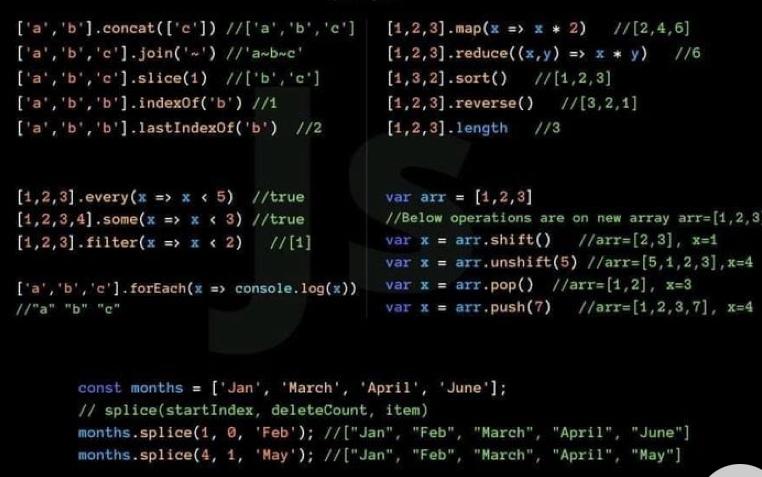 ['a','b'].concat(['c']) //['a','b','c']
['a','b','c'].join('~') //'a~b~c'
['a','b','c'].slice(1) //['b','c']
['a','b','b'].indexOf('b') //1
['a','b','b'].lastIndexOf('b') //2
[1,2,3].map(x => x * 2) //[2,4,6]
[1,2,3].reduce((x,y) => x * y) //6
[1,3,2].sort() //[1,2,3]
[1,2,3].reverse() //[3,2,1]
[1,2,3].length //3
[1,2,3].every(x => x < 5) //true
[1,2,3,4].some(x => x < 3) //true
[1,2,3].filter(x => x < 2) //[1]
['a','b','c'].forEach(x => console.log(x))
//"a" "b" "c"
var arr = [1,2,3]
//Below operations are on new array arr=[1,2,3
var x = arr.shift() //arr=[2,3], x=1
var x = arr.unshift(5) //arr=[5,1,2,3],x=4
var x = arr.pop() //arr=[1,2], x=3
var x = arr.push(7) //arr=[1,2,3,7], x=4
const months = ['Jan', 'March', 'April', 'June'];
// splice(startIndex, deleteCount, item)
months.splice(1, 0, 'Feb'); //["Jan", "Feb", "March", "April", "June"]
months.splice(4, 1, 'May'); //["Jan", "Feb", "March", "April", "May"]
Js